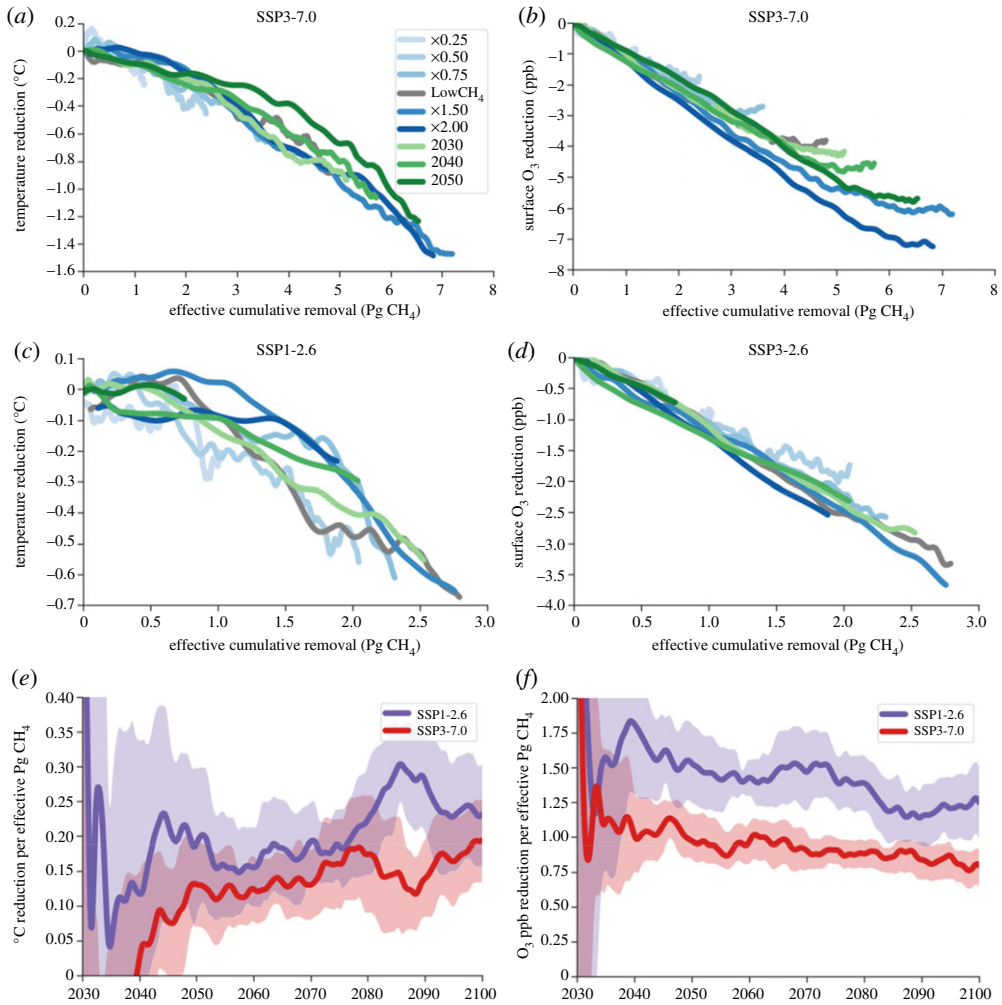 (a)
SSP3-7.0
0.2
0
–0.2
–0.4
–0.6
–0.8
–1.0
–1.2
–1.4
–1.6
temperature reduction (°C)
×0.25
×0.50
×0.75
LowCH4
×1.50
×2.00
2030
2040
2050
0 1 2 3 4 5 6 7 8
effective cumulative removal (Pg CH4)
(b)
SSP3-7.0
0
–1
–2
–3
–4
–5
–6
–7
–8
surface O3 reduction (ppb)
0 1 2 3 4 5 6 7 8
effective cumulative removal (Pg CH4)
(c)
SSP1-2.6
0.1
0
–0.1
–0.2
–0.3
–0.4
–0.5
–0.6
–0.7
temperature reduction (°C)
0 0.5 1.0 1.5 2.0 2.5 3.0
effective cumulative removal (Pg CH4)
(d)
SSP3-2.6
0
–0.5
–1.0
–1.5
–2.0
–2.5
–3.0
–3.5
–4.0
surface O3 reduction (ppb)
0 0.5 1.0 1.5 2.0 2.5 3.0
effective cumulative removal (Pg CH4)
(e)
0.40
0.35
0.30
0.25
0.20
0.15
0.10
0.05
0
°C reduction per effective Pg CH4
SSP1-2.6
SSP3-7.0
2030 2040 2050 2060 2070 2080 2090 2100
(f)
2.00
1.75
1.50
1.25
1.00
0.75
0.50
0.25
0
O3 ppb reduction per effective Pg CH4
SSP1-2.6
SSP3-7.0
2030 2040 2050 2060 2070 2080 2090 2100